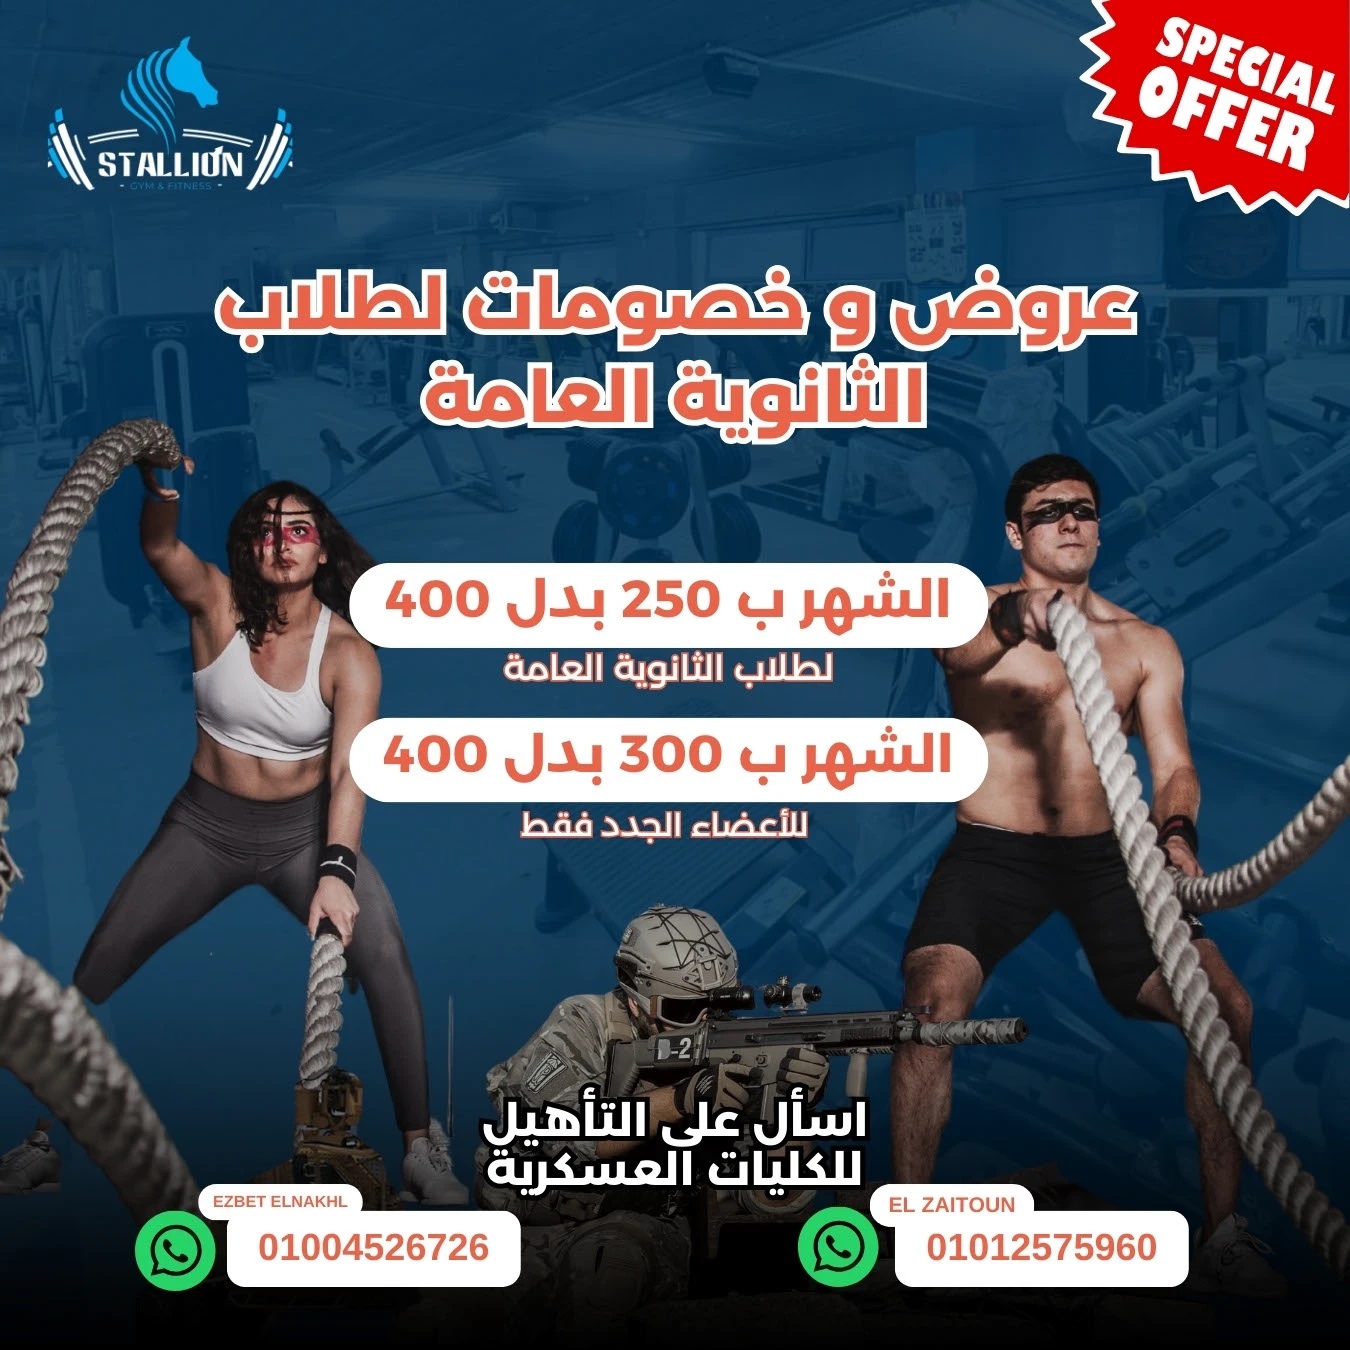 STALLION
- GYM & FITNESS -
SPECIAL
OFFER
عروض و خصومات لطلاب
الثانوية العامة
الشهر ب 250 بدل 400
لطلاب الثانوية العامة
الشهر ب 300 بدل 400
للأعضاء الجدد فقط
D-2
اسأل على التأهيل
للكليات العسكرية
EZBET ELNAKHL
01004526726
EL ZAITOUN
01012575960